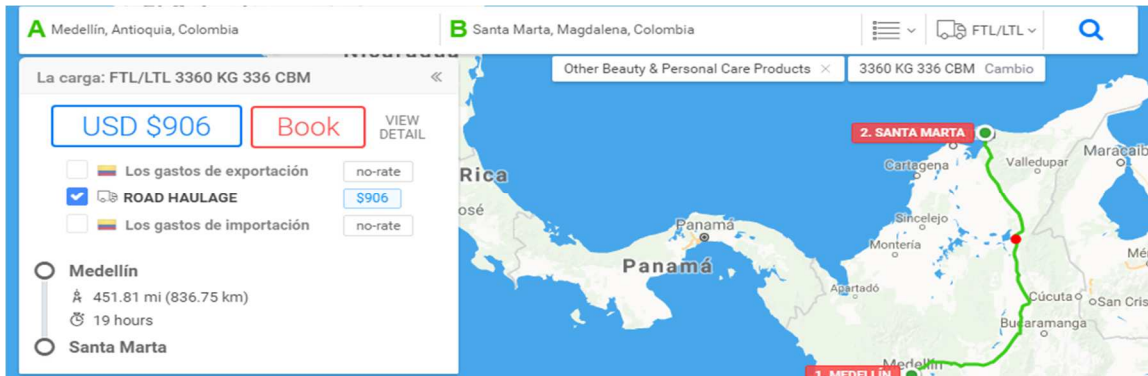 A Medellín, Antioquia, Colombia
B Santa Marta, Magdalena, Colombia
FTL/LTL
La carga: FTL/LTL 3360 KG 336 CBM
Other Beauty & Personal Care Products ×
3360 KG 336 CBM Cambio
USD $906
Book
VIEW DETAIL
Los gastos de exportación
no-rate
ROAD HAULAGE
$906
Los gastos de importación
no-rate
Medellín
451.81 mi (836.75 km)
19 hours
Santa Marta
2. SANTA MARTA
Cartagena
Valledupar
Maracaib
Rica
osé
Sincelejo
Panamá
Montería
Panamá
Apartadó
Mé
Cúcuta
San Cris
Bucaramanga
Medellín
1. MEDELLÍN